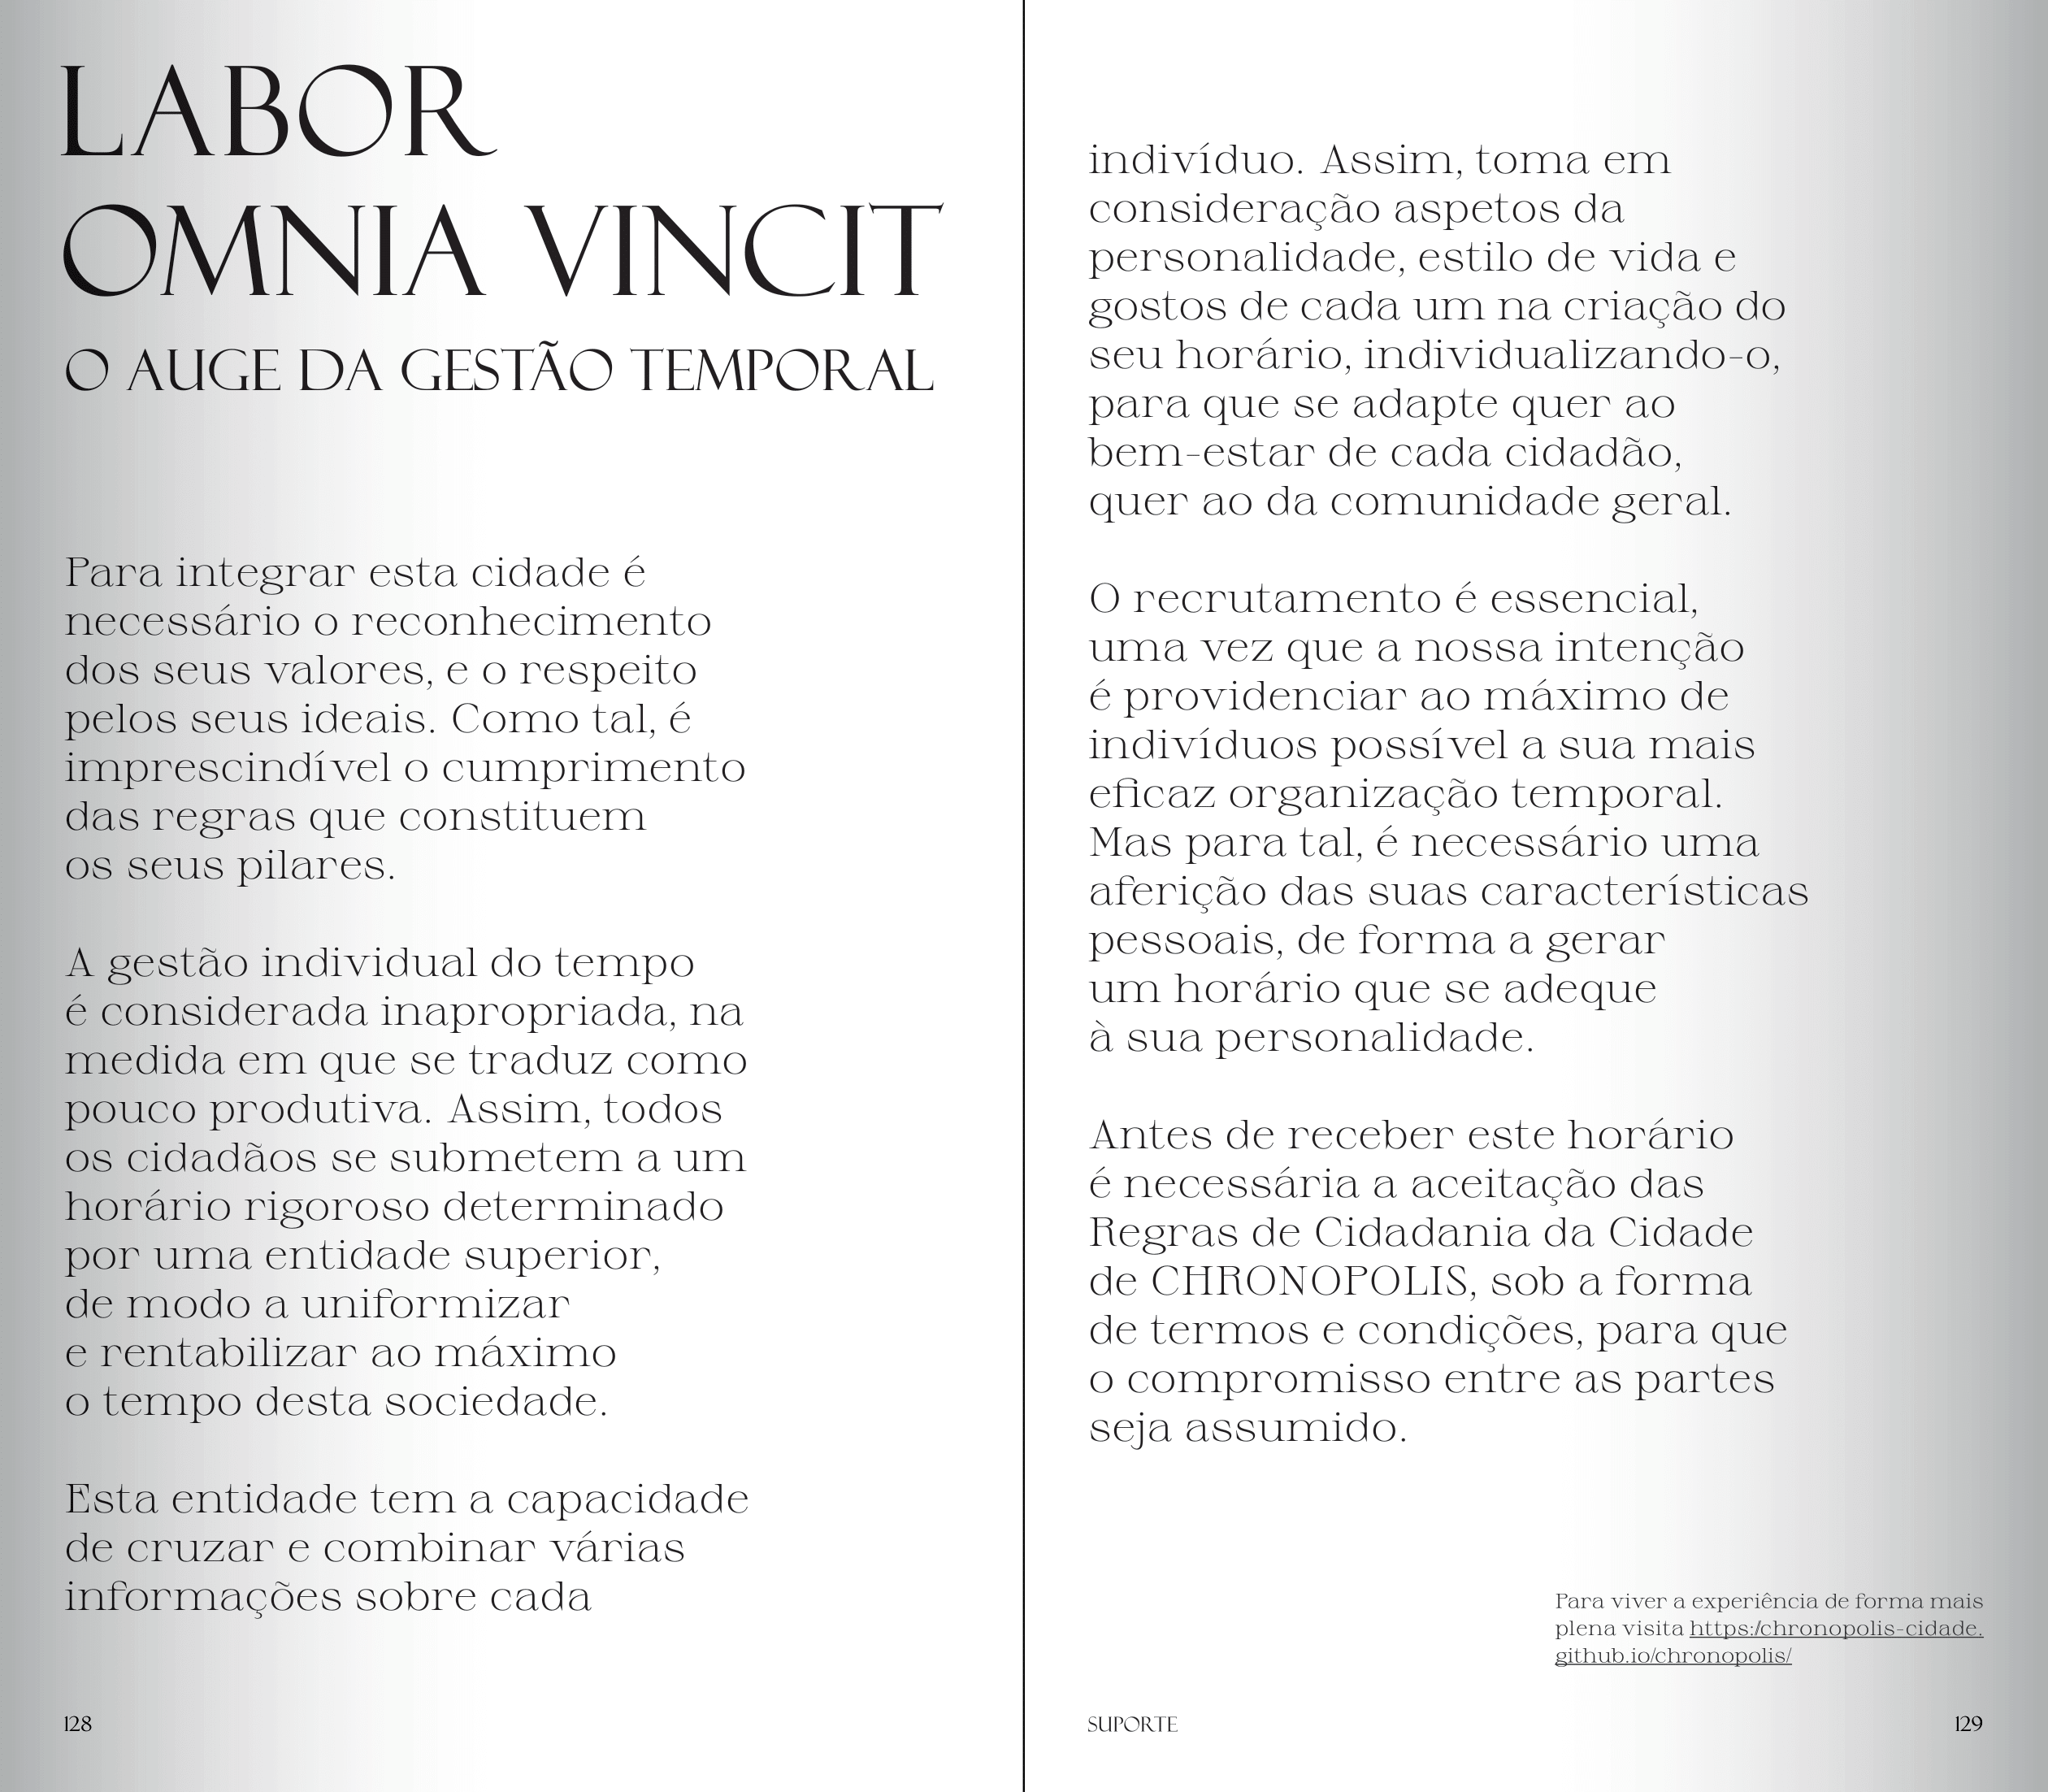 LABOR
OMNIA VINCIT
O AUGE DA GESTÃO TEMPORAL
Para integrar esta cidade é
necessário o reconhecimento
dos seus valores, e o respeito
pelos seus ideais. Como tal, é
imprescindível o cumprimento
das regras que constituem
os seus pilares.
A gestão individual do tempo
é considerada inapropriada, na
medida em que se traduz como
pouco produtiva. Assim, todos
os cidadãos se submetem a um
horário rigoroso determinado
por uma entidade superior,
de modo a uniformizar
e rentabilizar ao máximo
o tempo desta sociedade.
Esta entidade tem a capacidade
de cruzar e combinar várias
informações sobre cada
128
indivíduo. Assim, toma em
consideração aspetos da
personalidade, estilo de vida e
gostos de cada um na criação do
seu horário, individualizando-o,
para que se adapte quer ao
bem-estar de cada cidadão,
quer ao da comunidade geral.
O recrutamento é essencial,
uma vez que a nossa intenção
é providenciar ao máximo de
indivíduos possível a sua mais
eficaz organização temporal.
Mas para tal, é necessário uma
aferição das suas características
pessoais, de forma a gerar
um horário que se adeque
à sua personalidade.
Antes de receber este horário
é necessária a aceitação das
Regras de Cidadania da Cidade
de CHRONOPOLIS, sob a forma
de termos e condições, para que
o compromisso entre as partes
seja assumido.
Para viver a experiência de forma mais
plena visita https://chronopolis-cidade.
github.io/chronopolis/
SUPORTE
129